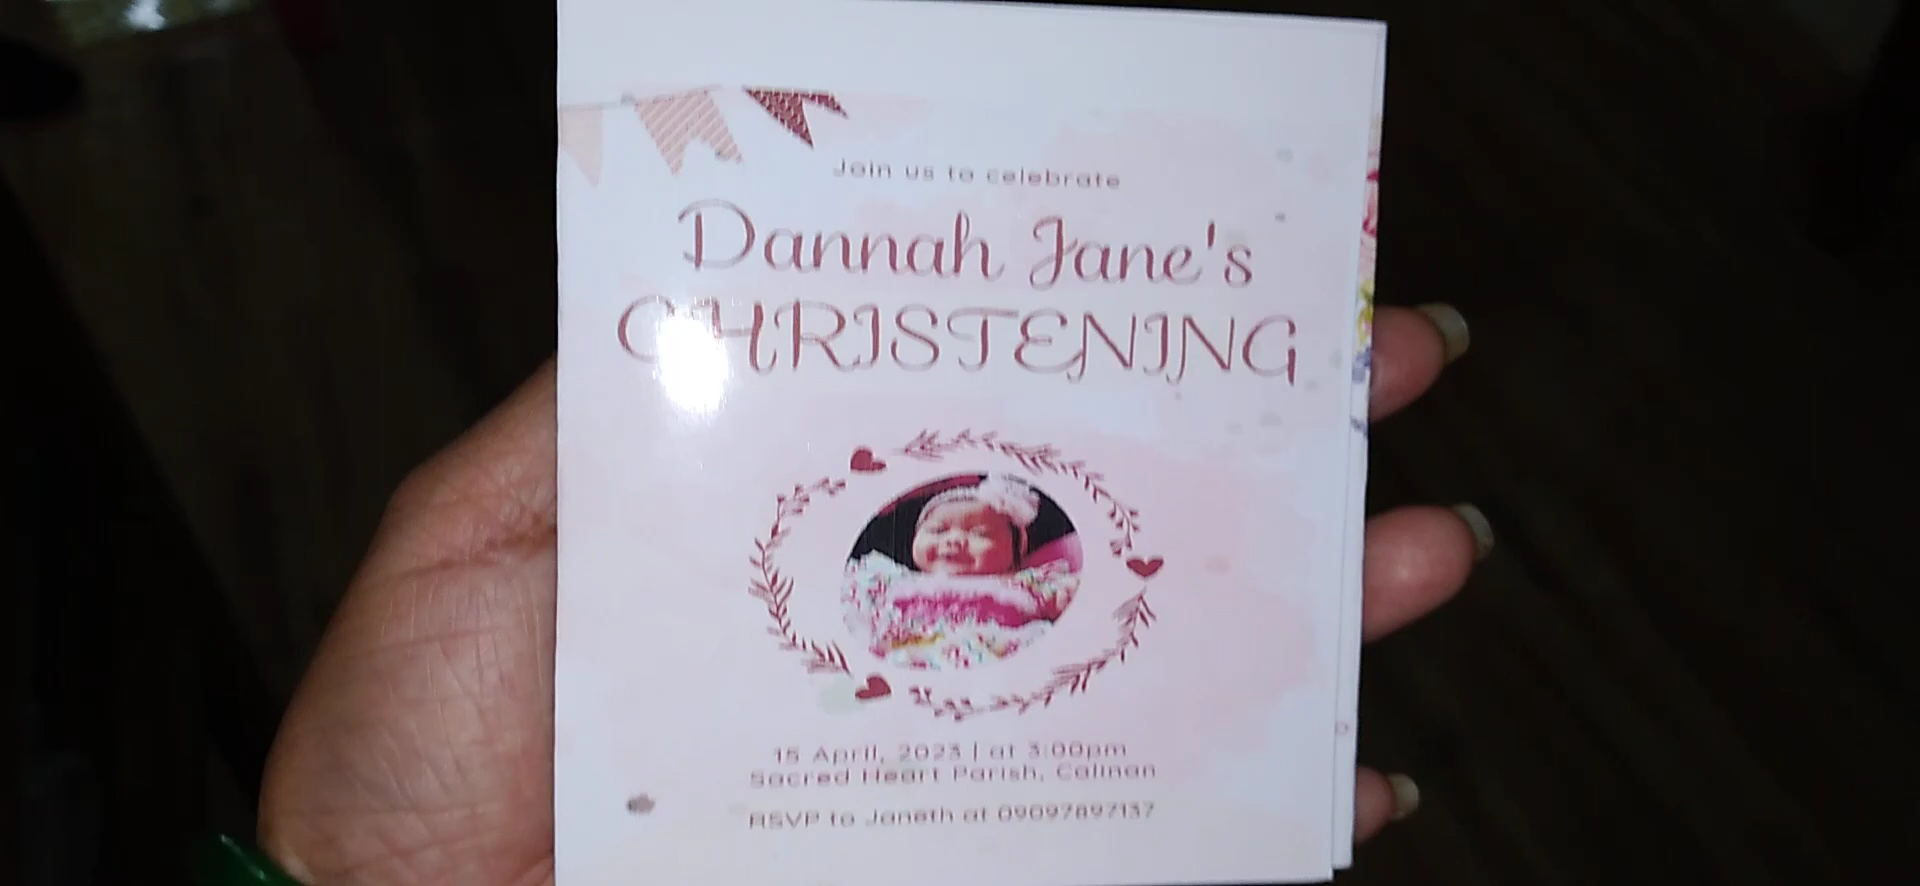 Join us to celebrate
Dannah Jane's
CHRISTENING
15 April, 2023 | at 3:00pm
Sacred Heart Parish, Calinan
RSVP to Janeth at 09097897137